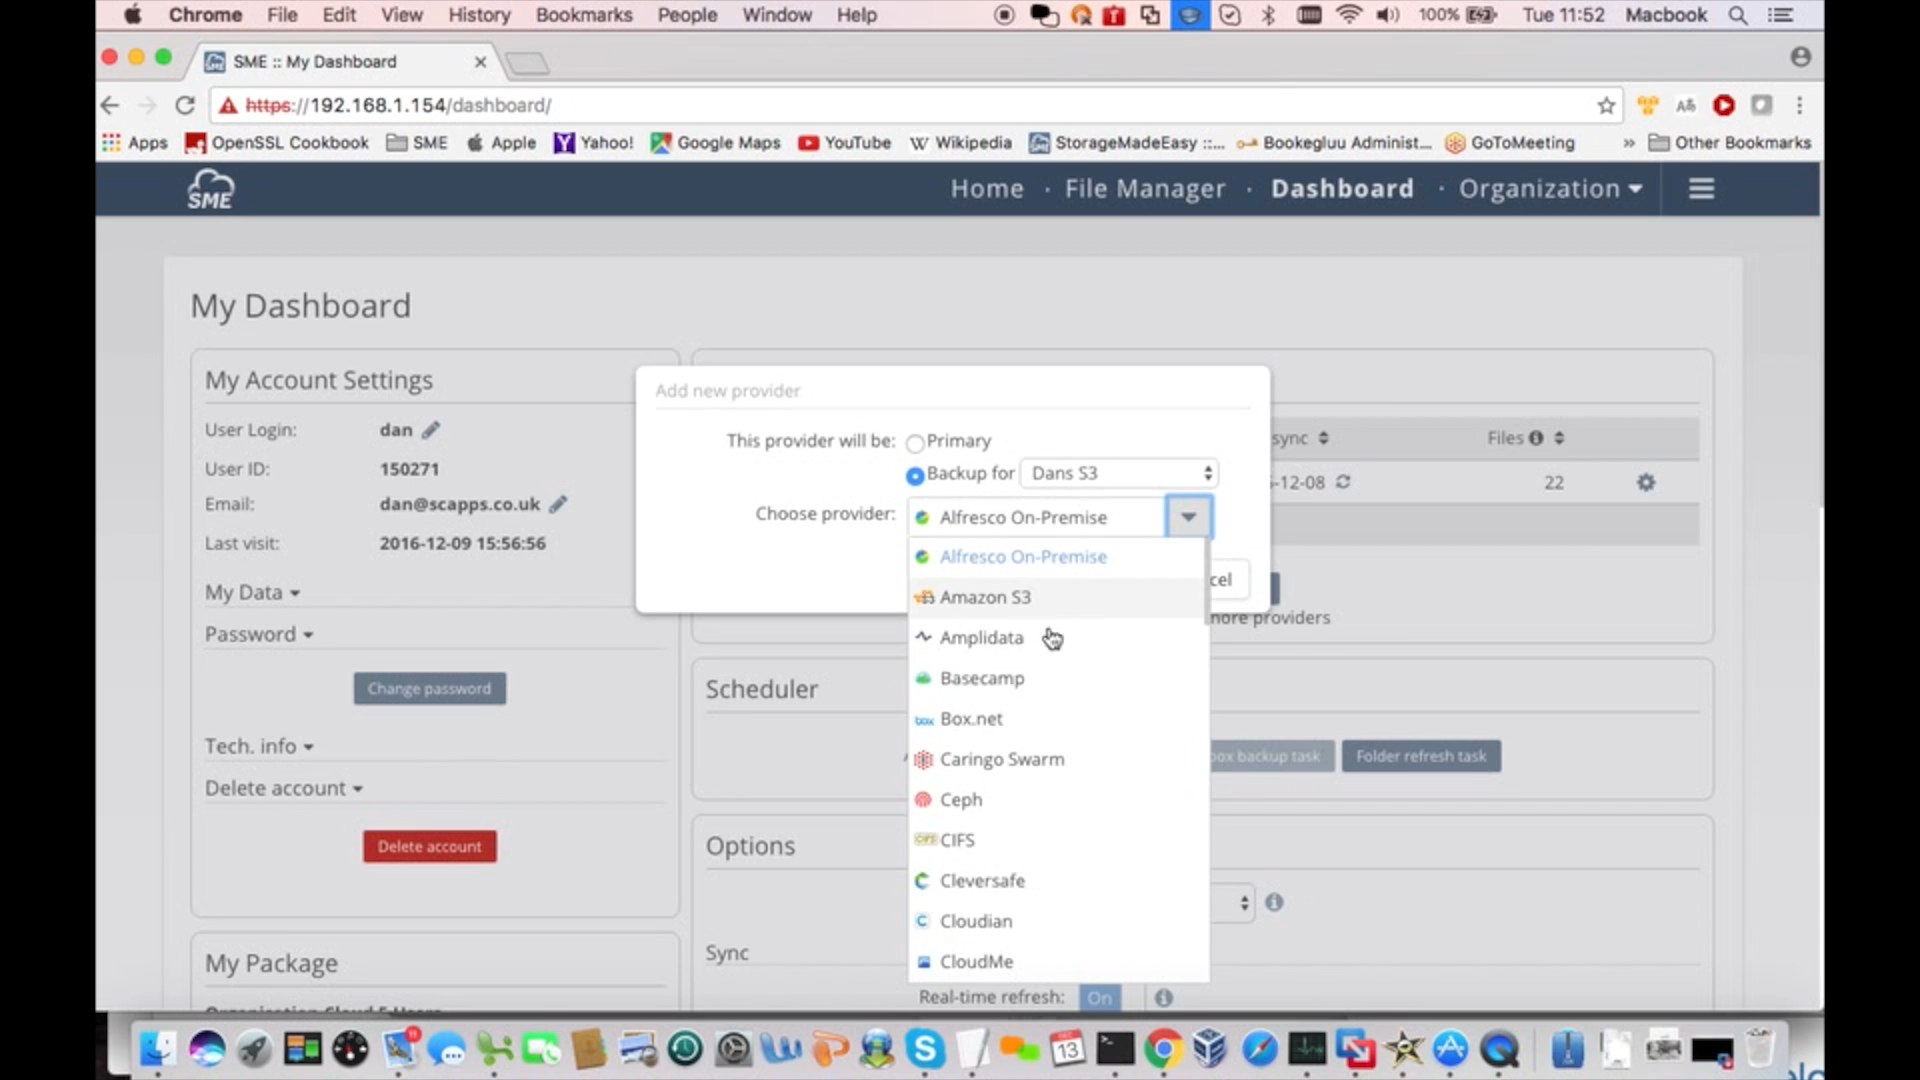 Chrome File Edit View History Bookmarks People Window Help 100% Tue 11:52 Macbook
SME :: My Dashboard
https://192.168.1.154/dashboard/
Apps OpenSSL Cookbook SME Apple Yahoo! Google Maps YouTube Wikipedia StorageMadeEasy ::... Bookegluu Administ... GoToMeeting » Other Bookmarks
SME Home · File Manager · Dashboard · Organization
My Dashboard
My Account Settings
User Login: dan
User ID: 150271
Email: dan@scapps.co.uk
Last visit: 2016-12-09 15:56:56
My Data
Password
Change password
Tech. info
Delete account
Delete account
My Package
Add new provider
This provider will be: Primary
Backup for Dans S3
Choose provider: Alfresco On-Premise
Alfresco On-Premise
Amazon S3
Amplidata
Basecamp
Box.net
Caringo Swarm
Ceph
CIFS
Cleversafe
Cloudian
CloudMe
cel
sync Files
-12-08 22
more providers
Scheduler
box backup task Folder refresh task
Options
Sync
Real-time refresh: On
11
13